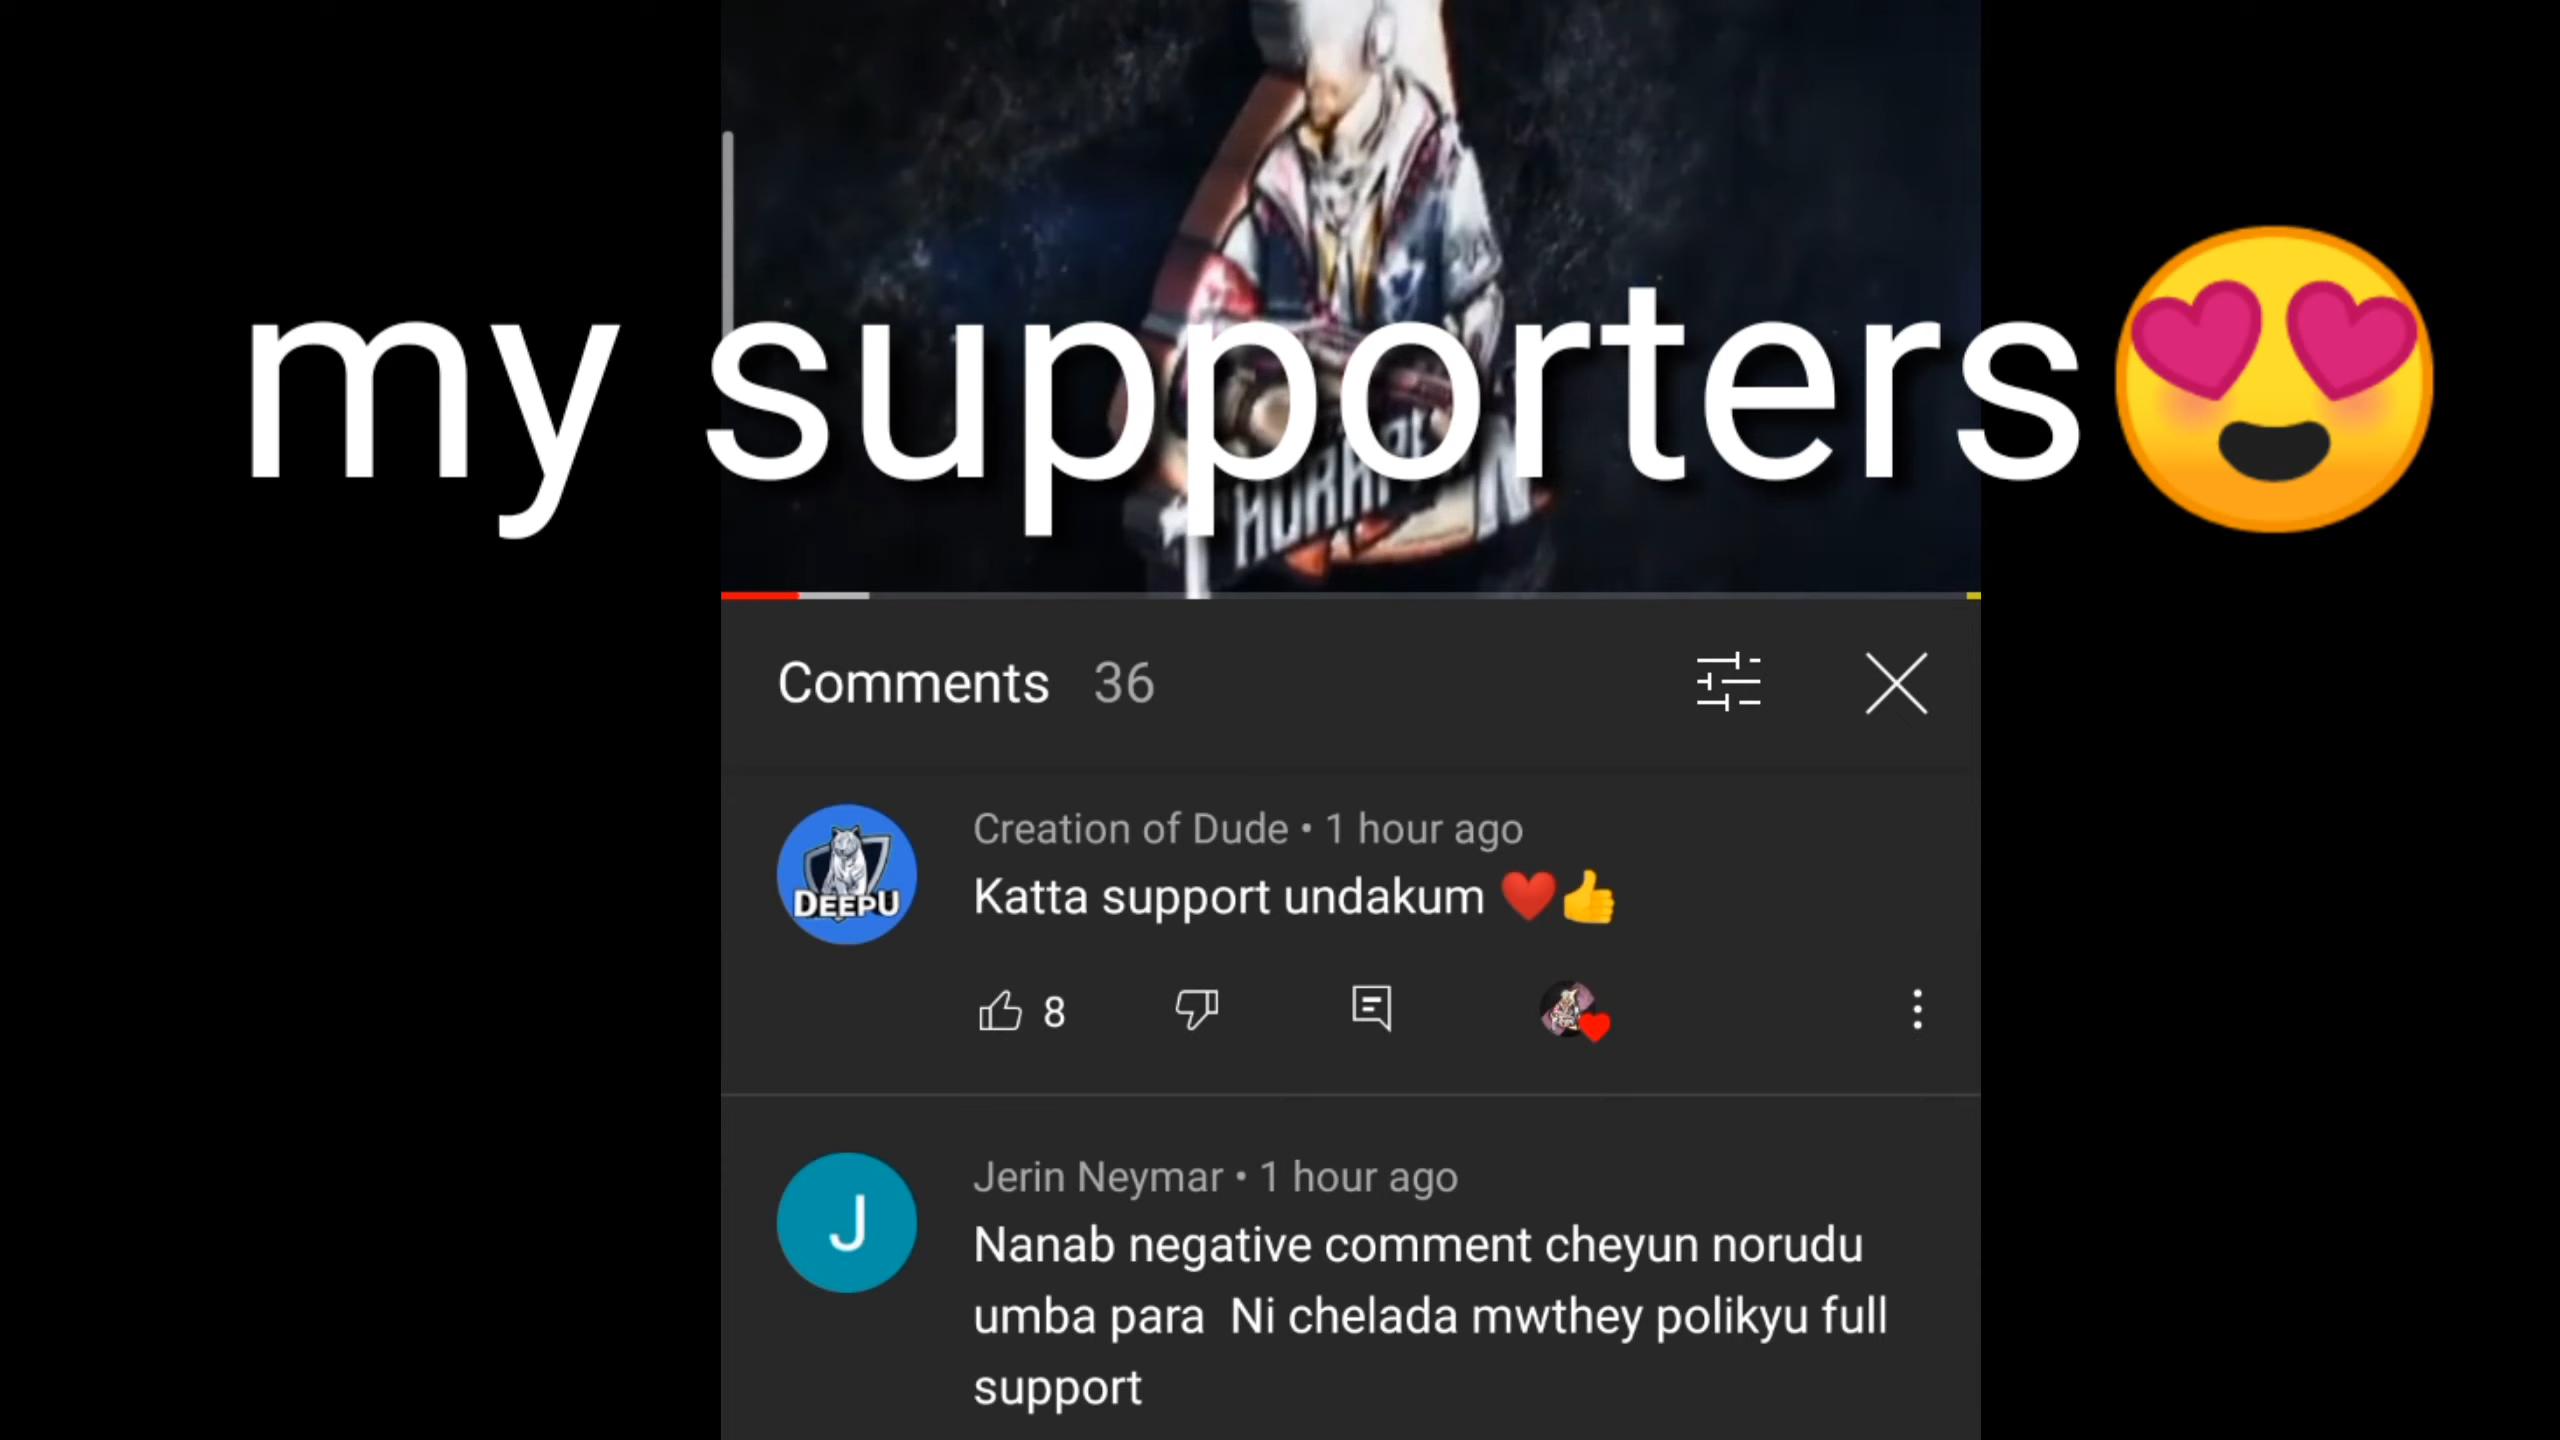 my supporters😍
Comments 36
Creation of Dude • 1 hour ago
Katta support undakum ❤️👍
DEEPU
8
Jerin Neymar • 1 hour ago
J
Nanab negative comment cheyun norudu
umba para Ni chelada mwthey polikyu full
support